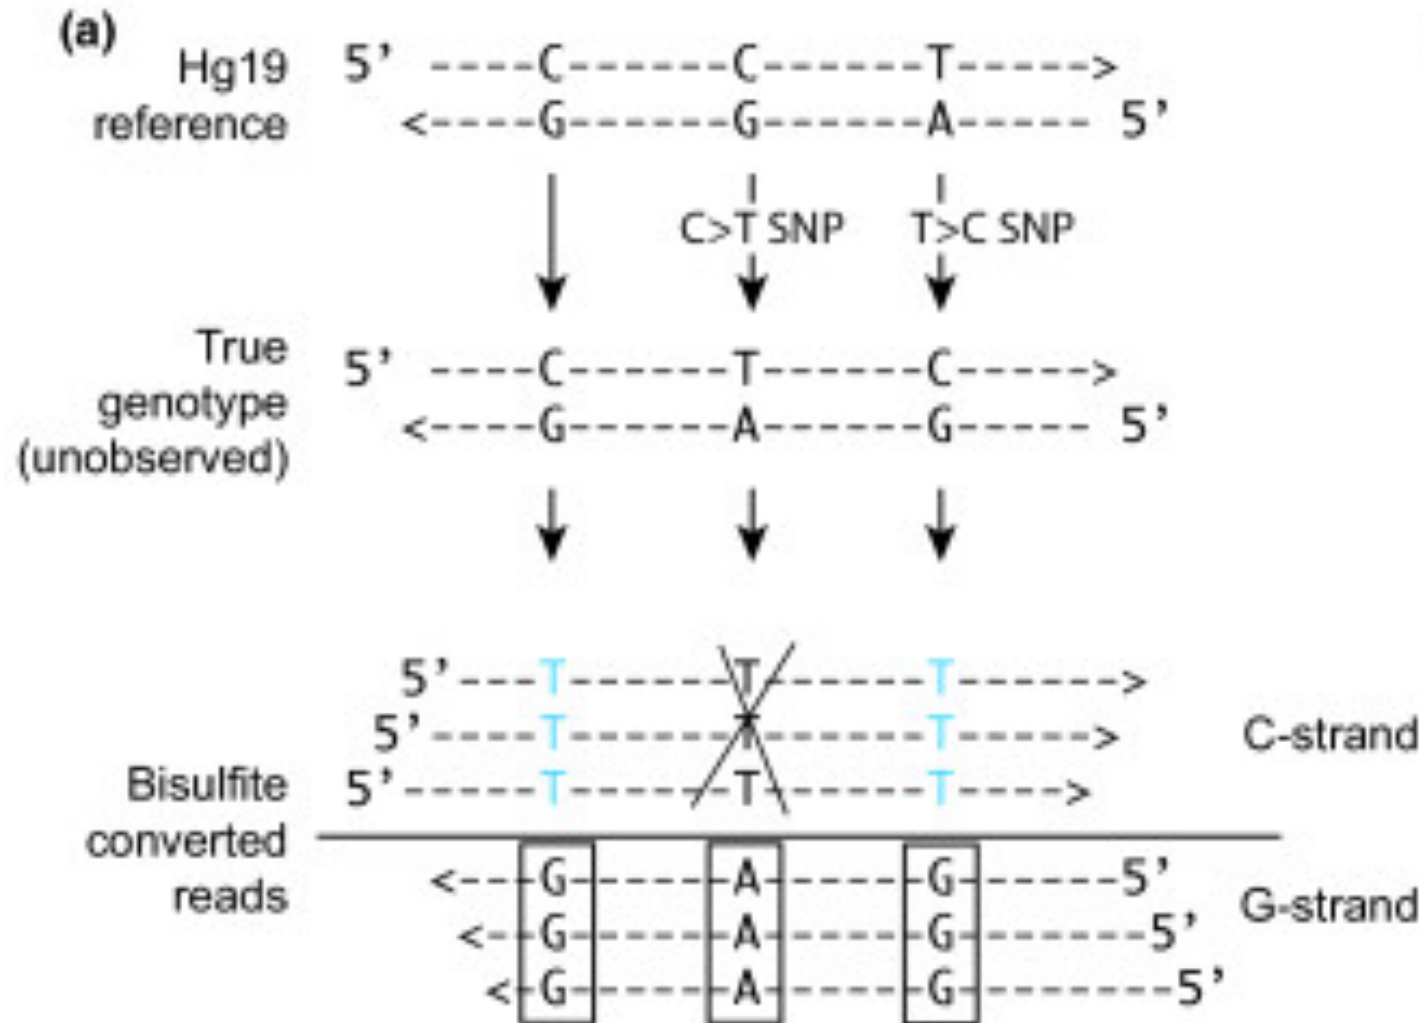 (a)
Hg19 reference
5' ----C-------C-------T------>
<-----G-------G-------A----- 5'
C>T SNP T>C SNP
True genotype (unobserved)
5' ----C-------T-------C------>
<-----G-------A-------G----- 5'
5' ---T-------T-------T------->
5' ----T-------T-------T------>
5' -----T-------T-------T----->
C-strand
Bisulfite converted reads
<----G-------A-------G------5'
<---G-------A-------G-------5'
<--G-------A-------G--------5'
G-strand